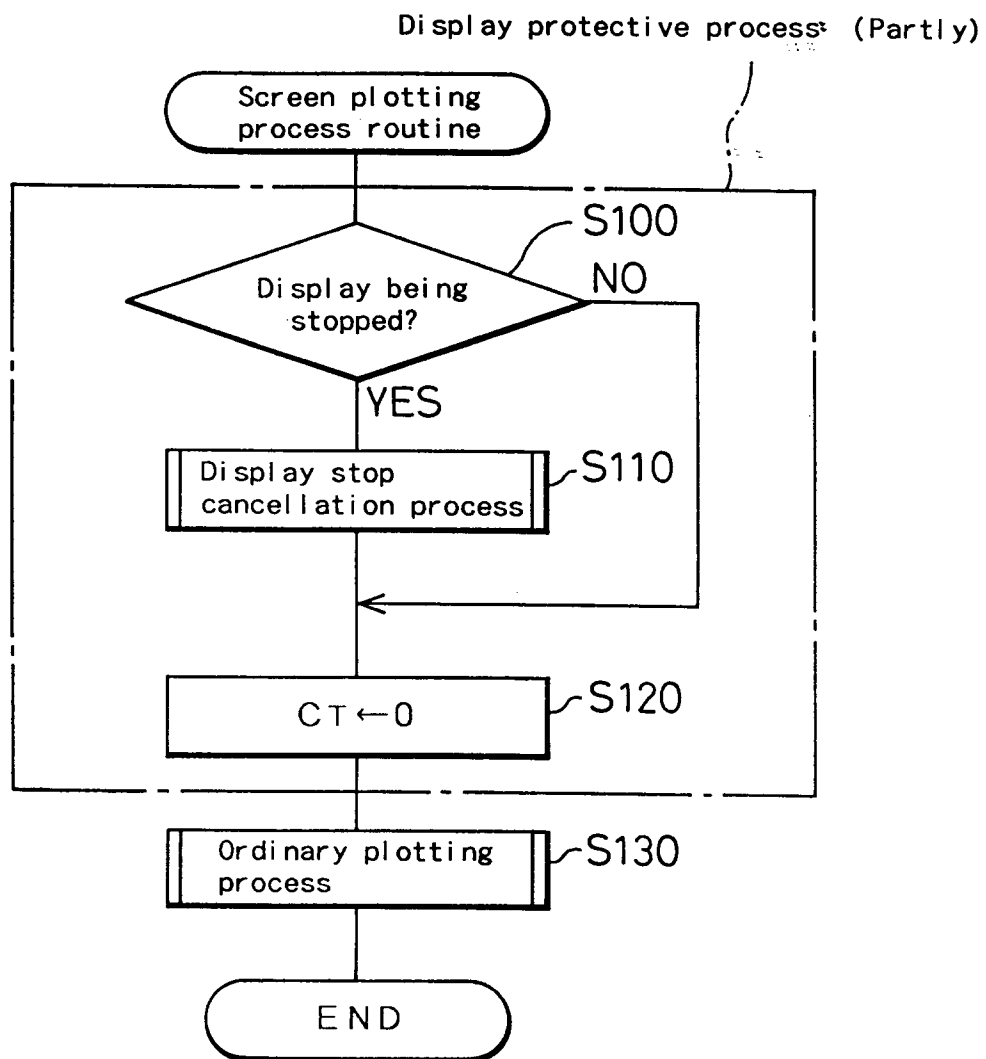 Display protective process (Partly)
Screen plotting
process routine
S100
Display being
stopped?
NO
YES
Display stop
cancellation process
S110
CT←0
S120
Ordinary plotting
process
S130
END